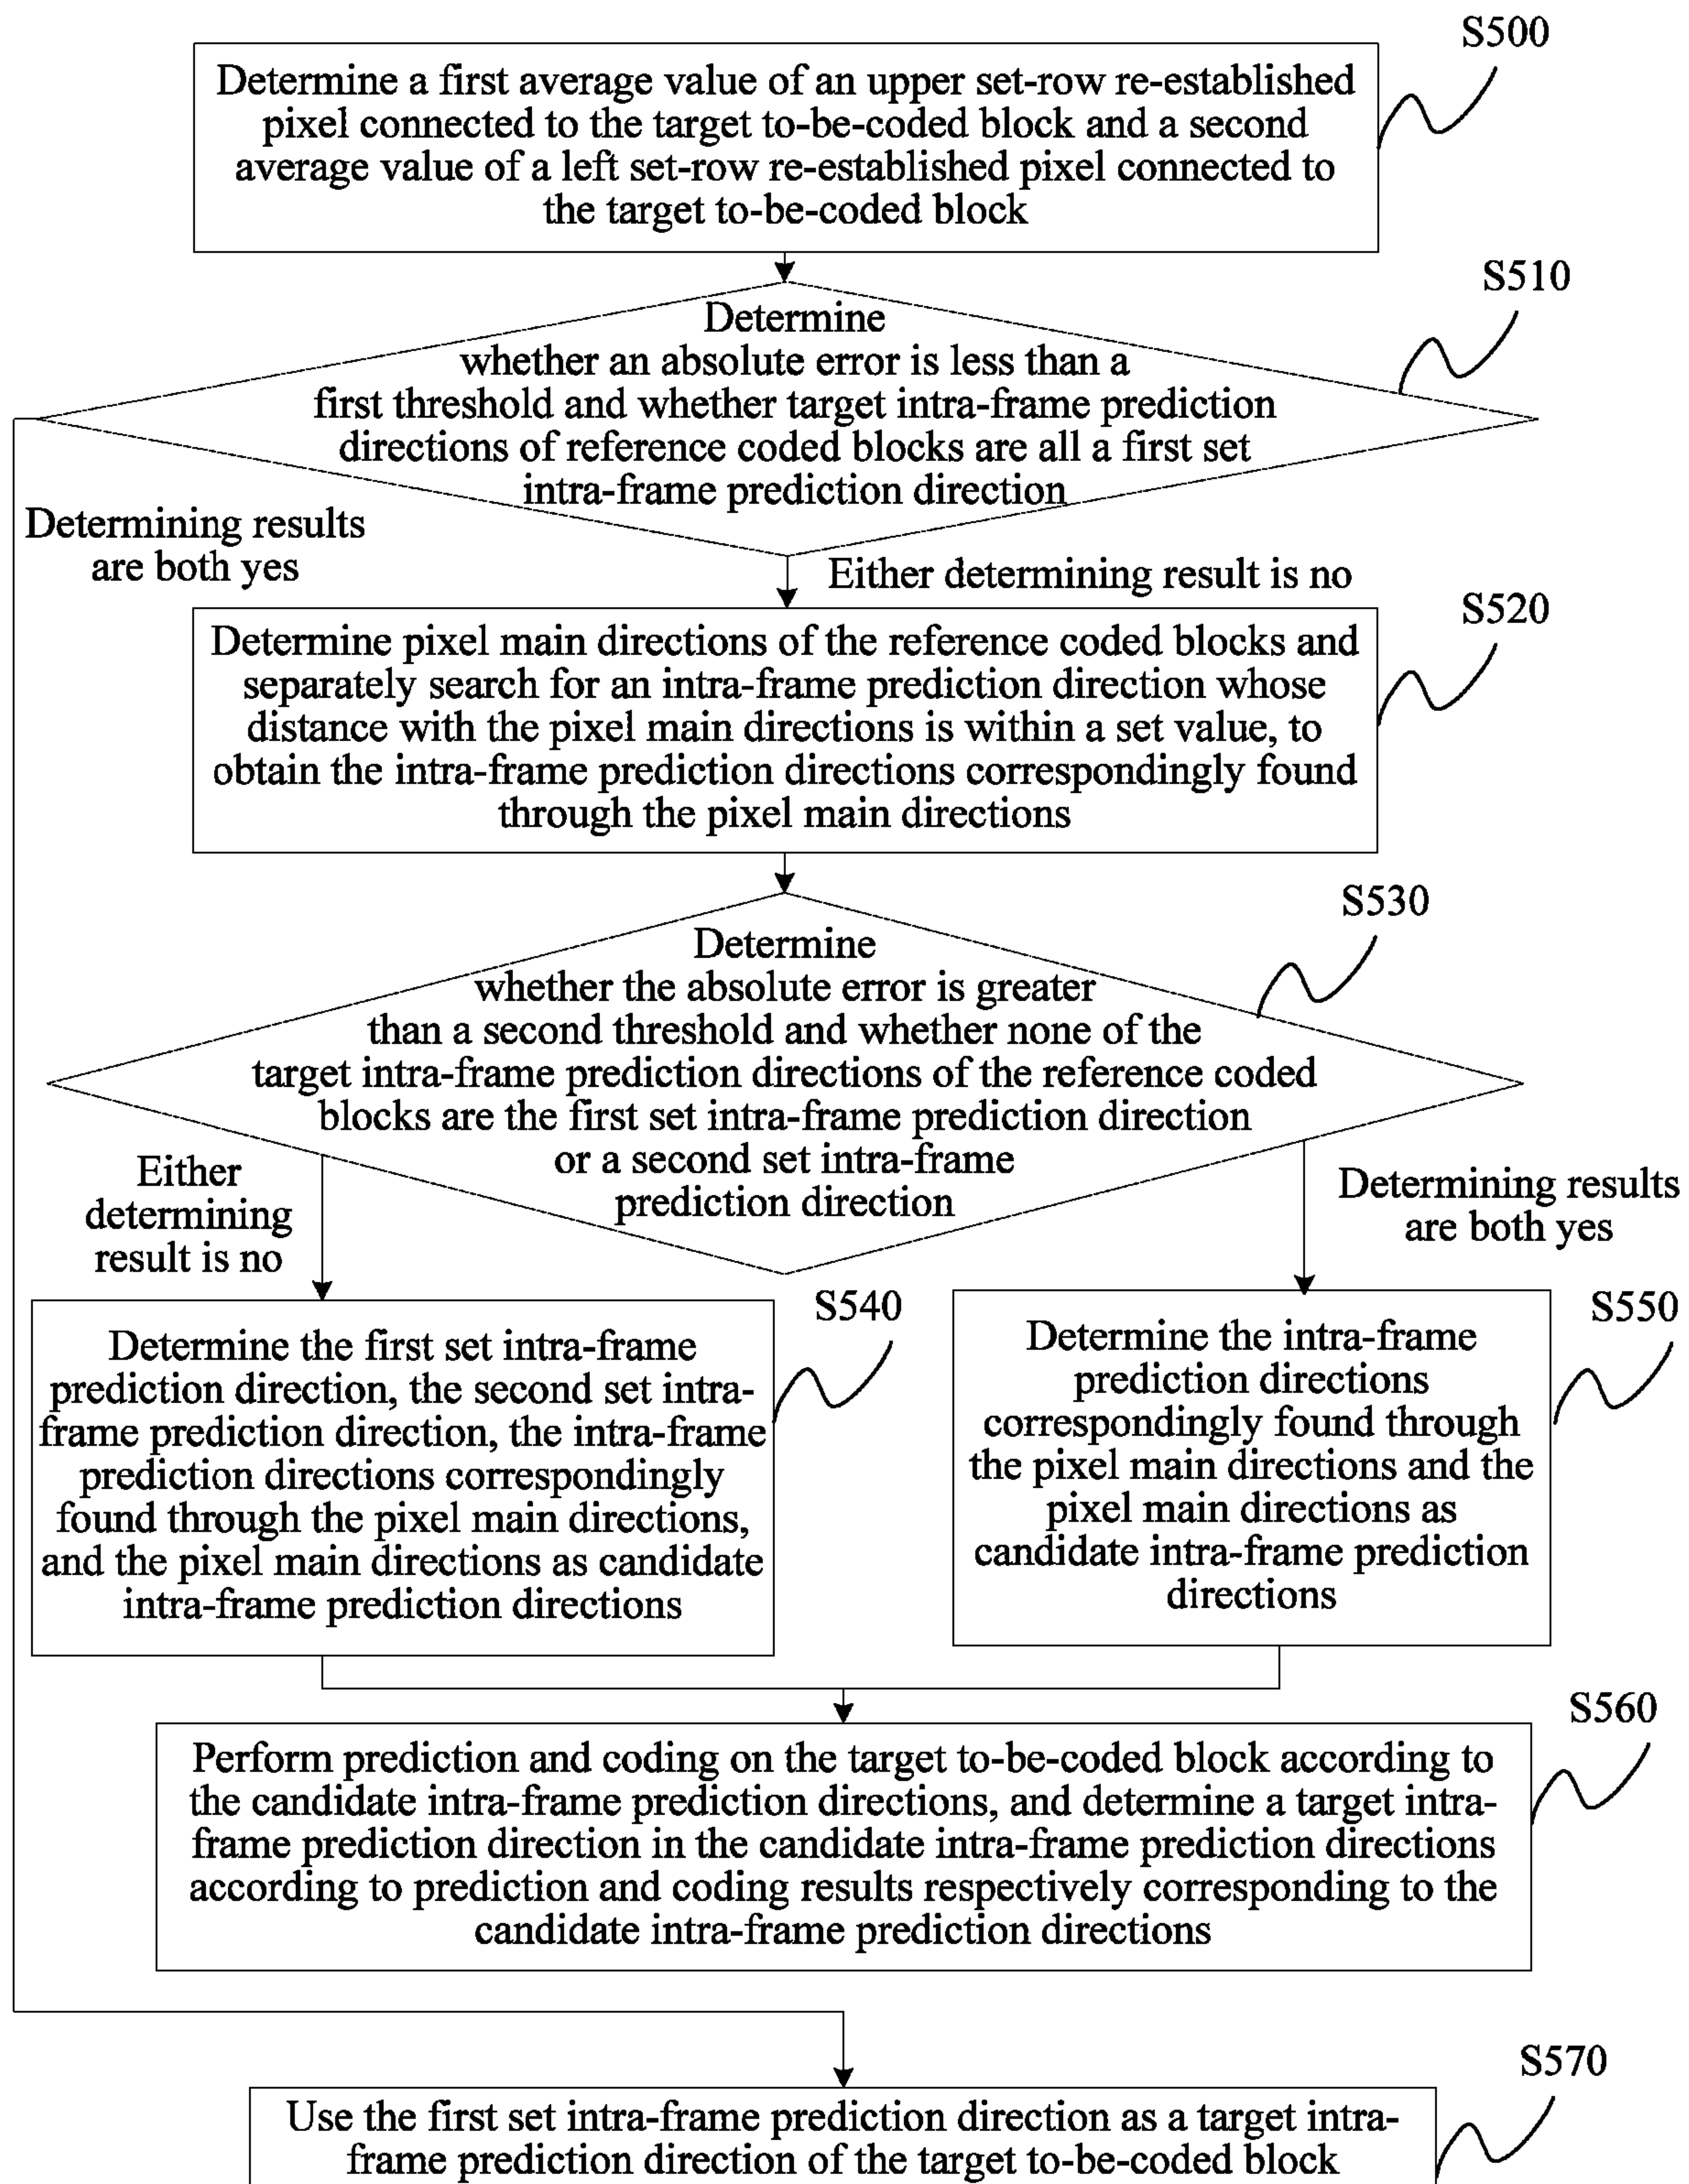 S500
Determine a first average value of an upper set-row re-established
pixel connected to the target to-be-coded block and a second
average value of a left set-row re-established pixel connected to
the target to-be-coded block
S510
Determine
whether an absolute error is less than a
first threshold and whether target intra-frame prediction
directions of reference coded blocks are all a first set
intra-frame prediction direction
Determining results
are both yes
Either determining result is no
S520
Determine pixel main directions of the reference coded blocks and
separately search for an intra-frame prediction direction whose
distance with the pixel main directions is within a set value, to
obtain the intra-frame prediction directions correspondingly found
through the pixel main directions
S530
Determine
whether the absolute error is greater
than a second threshold and whether none of the
target intra-frame prediction directions of the reference coded
blocks are the first set intra-frame prediction direction
or a second set intra-frame
prediction direction
Either
determining
result is no
Determining results
are both yes
S540
Determine the first set intra-frame
prediction direction, the second set intra-
frame prediction direction, the intra-frame
prediction directions correspondingly
found through the pixel main directions,
and the pixel main directions as candidate
intra-frame prediction directions
S550
Determine the intra-frame
prediction directions
correspondingly found through
the pixel main directions and the
pixel main directions as
candidate intra-frame prediction
directions
S560
Perform prediction and coding on the target to-be-coded block according to
the candidate intra-frame prediction directions, and determine a target intra-
frame prediction direction in the candidate intra-frame prediction directions
according to prediction and coding results respectively corresponding to the
candidate intra-frame prediction directions
S570
Use the first set intra-frame prediction direction as a target intra-
frame prediction direction of the target to-be-coded block